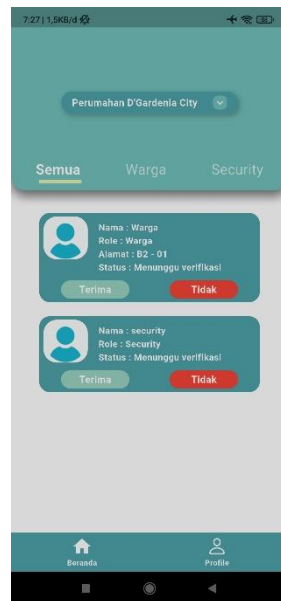 7:27 | 1,5KB/d
Perumahan D'Gardenia City
Semua Warga Security
Nama : Warga
Role : Warga
Alamat : B2 - 01
Status : Menunggu verifikasi
Terima Tidak
Nama : security
Role : Security
Status : Menunggu verifikasi
Terima Tidak
Beranda Profile